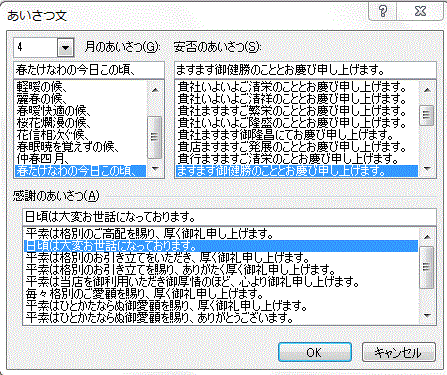 あいさつ文
4 月のあいさつ(G): 安否のあいさつ(S):
春たけなわの今日この頃、 ますます御健勝のこととお慶び申し上げます。
軽暖の候、
麗春の候、
春暖快適の候、
桜花爛漫の候、
花信相次ぐ候、
春眠暁を覚えずの候、
仲春四月、
春たけなわの今日この頃、
貴社いよいよご清栄のこととお慶び申し上げます。
貴社いよいよご清栄のこととお慶び申し上げます。
貴社ますますご繁栄のこととお慶び申し上げます。
貴社いよいよご隆盛のこととお慶び申し上げます。
貴社ますます御隆昌にてお慶び申し上げます。
貴店ますますご発展のこととお慶び申し上げます。
貴行ますますご清栄のこととお慶び申し上げます。
ますます御健勝のこととお慶び申し上げます。
感謝のあいさつ(A)
日頃は大変お世話になっております。
平素は格別のご高配を賜り、厚く御礼申し上げます。
日頃は大変お世話になっております。
平素は格別のお引き立てをいただき、厚く御礼申し上げます。
平素は格別のお引き立てを賜り、ありがたく厚く御礼申し上げます。
平素は当店を御利用いただき御厚情のほど、心より御礼申し上げます。
毎々格別のご愛顧を賜り、厚く御礼申し上げます。
平素はひとかたならぬ御愛顧を賜り、厚く御礼申し上げます。
平素はひとかたならぬ御愛顧を賜り、ありがとうございます。
OK キャンセル